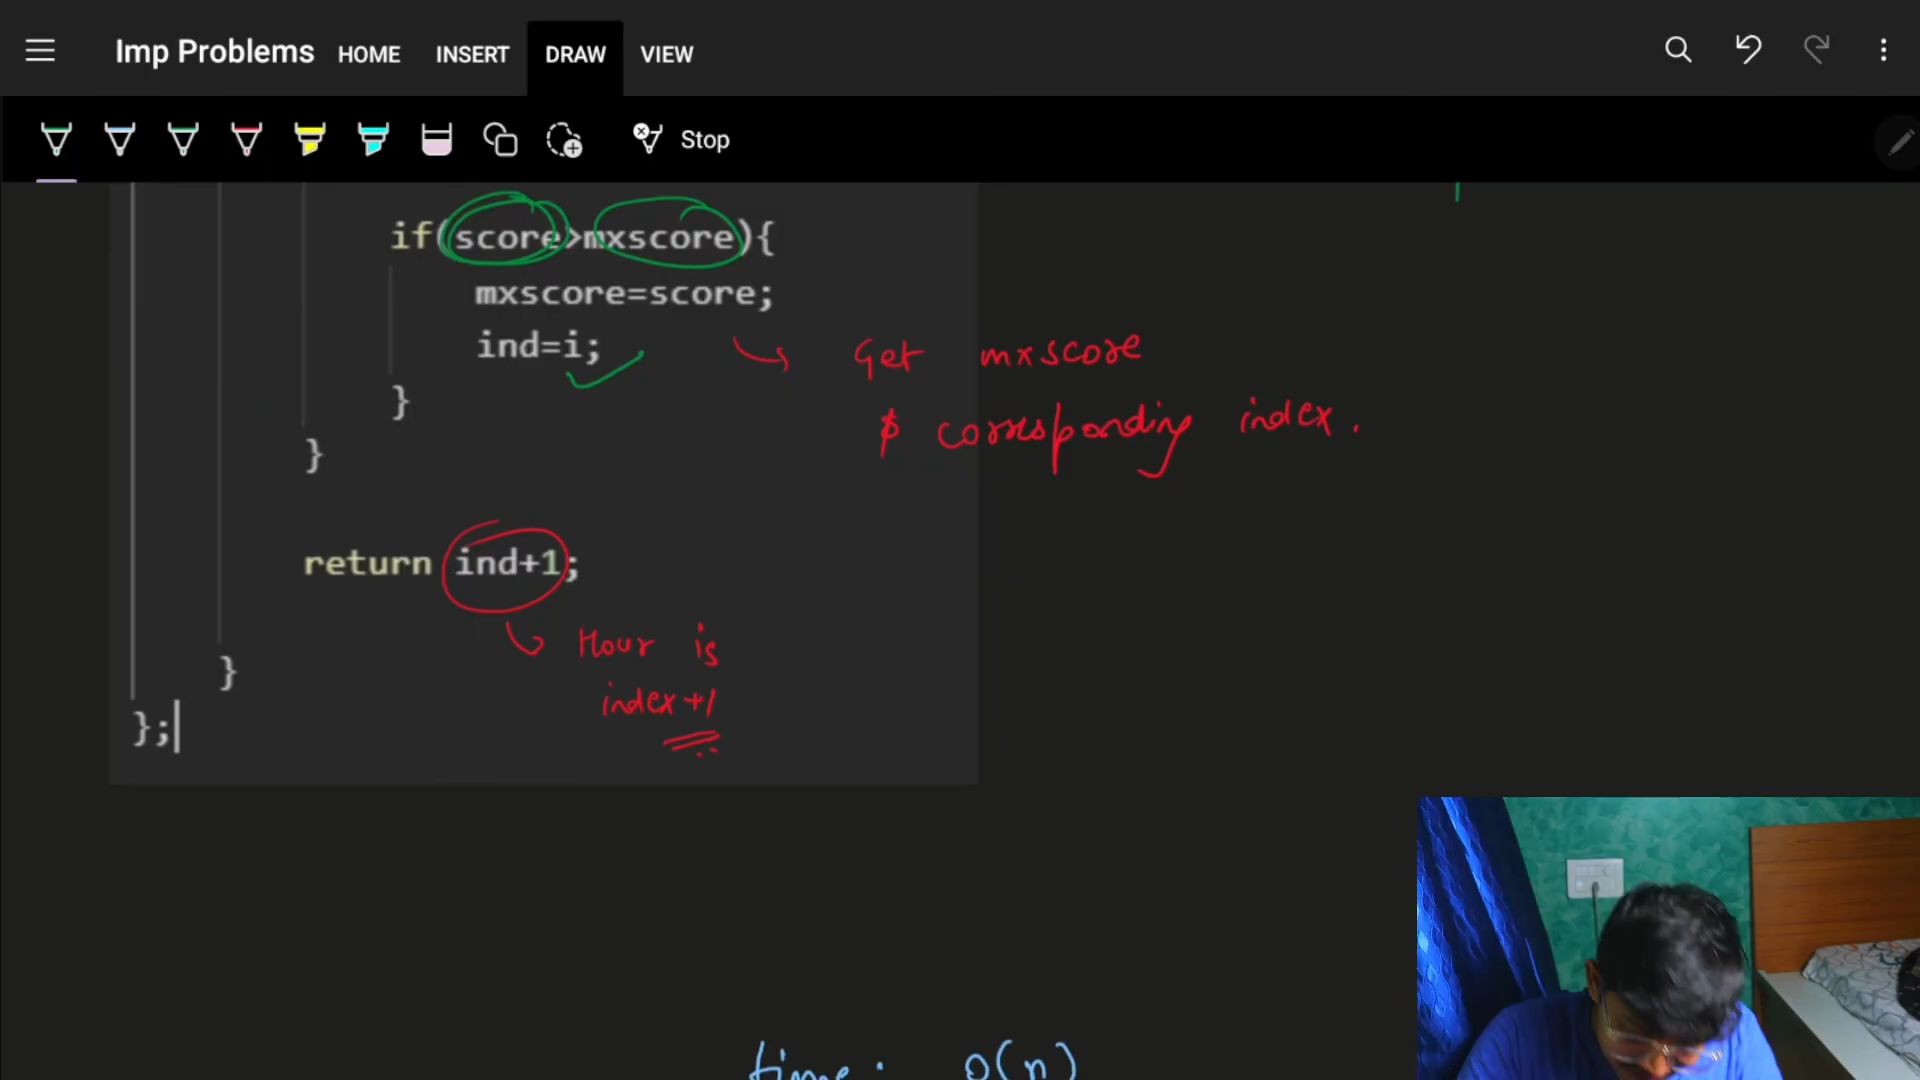 Imp Problems HOME INSERT DRAW VIEW
Stop
if(score>mxscore){
mxscore=score;
ind=i;
}
}
Get mxscore
& corresponding index.
return ind+1;
Hour is
index+1
}
};
time: O(n)